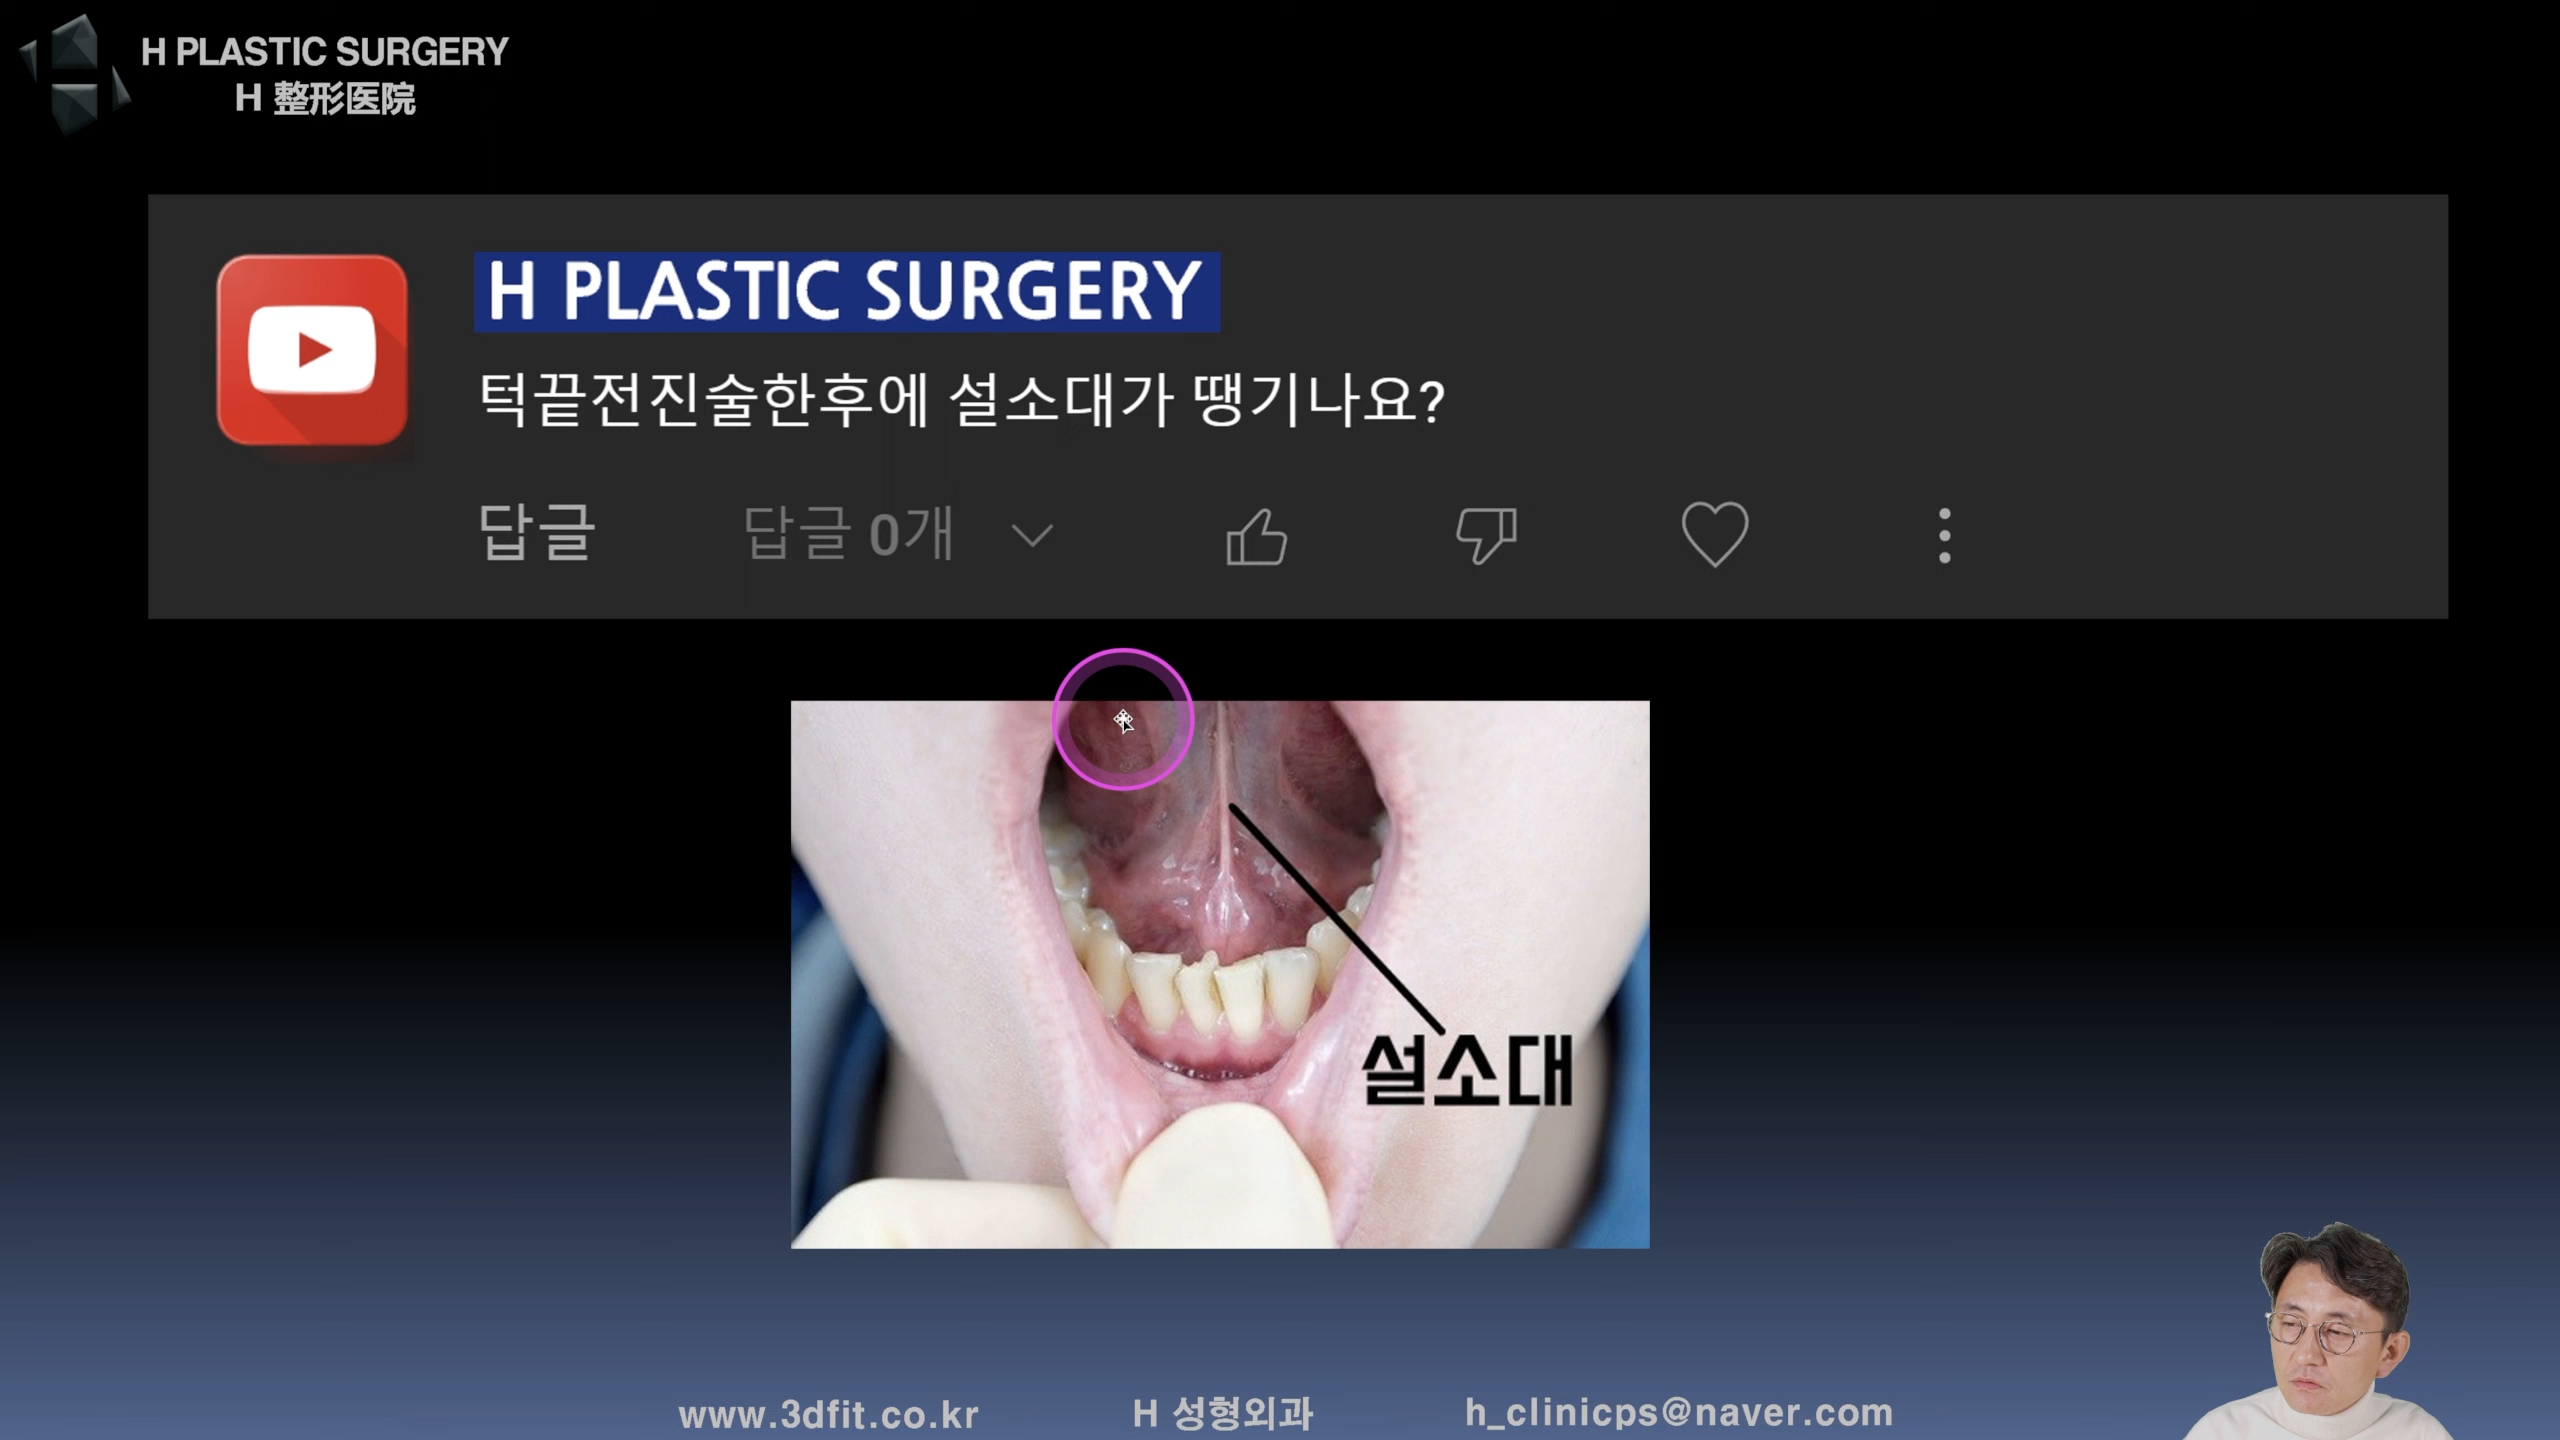 H PLASTIC SURGERY
H 整形医院
H PLASTIC SURGERY
턱끝전진술한후에 설소대가 땡기나요?
답글 답글 0개
설소대
www.3dfit.co.kr H 성형외과 h_clinicps@naver.com